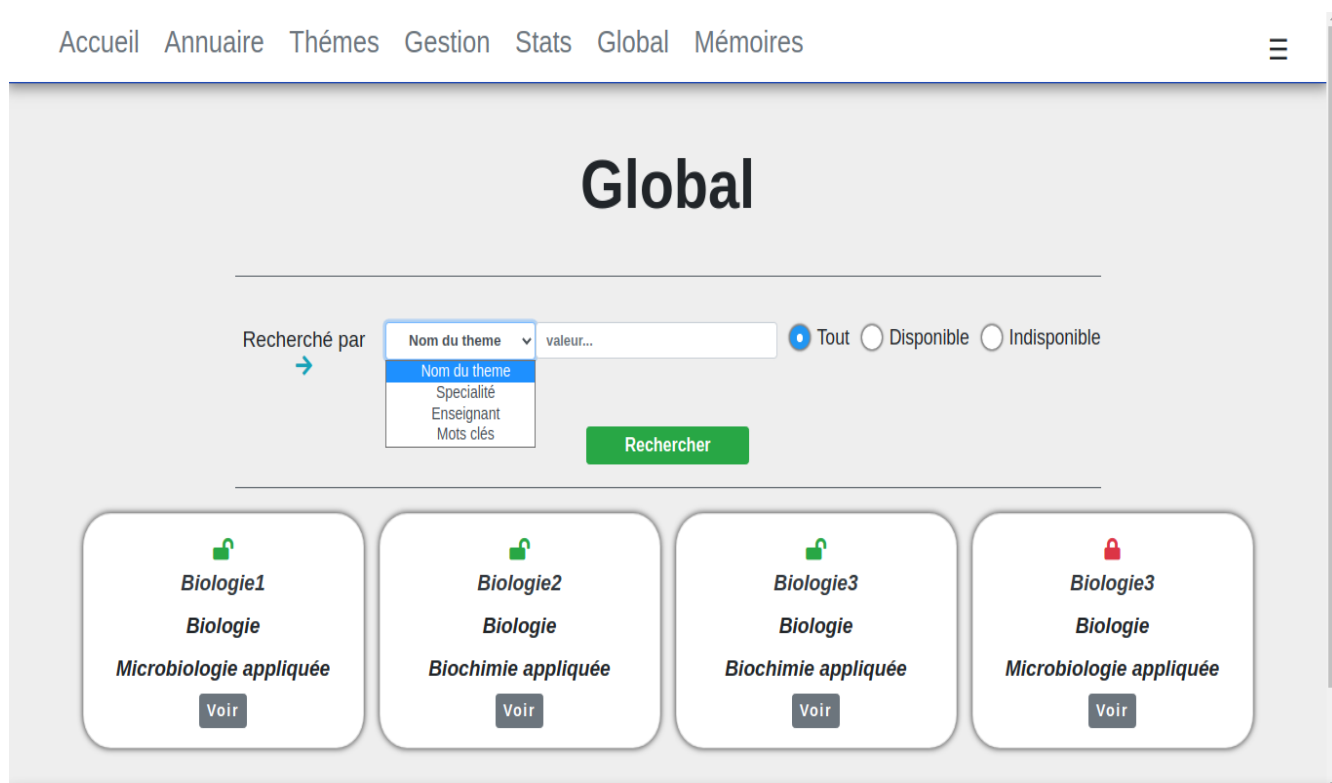 Accueil Annuaire Thémes Gestion Stats Global Mémoires
Global
Recherché par
Nom du theme
valeur...
Tout
Disponible
Indisponible
Nom du theme
Specialité
Enseignant
Mots clés
Rechercher
Biologie1
Biologie
Microbiologie appliquée
Voir
Biologie2
Biologie
Biochimie appliquée
Voir
Biologie3
Biologie
Biochimie appliquée
Voir
Biologie3
Biologie
Microbiologie appliquée
Voir